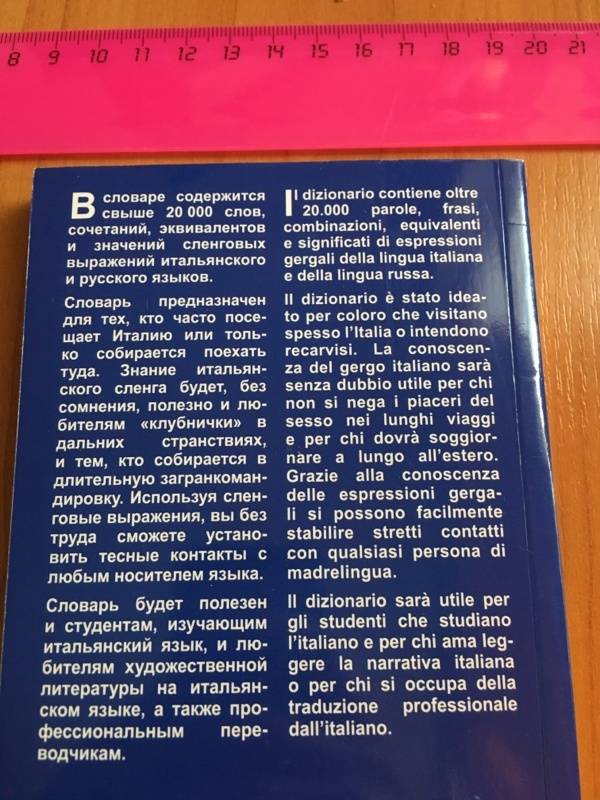 8 9 10 11 12 13 14 15 16 17 18 19 20 21
В словаре содержится
свыше 20 000 слов,
сочетаний, эквивалентов
и значений сленговых
выражений итальянского
и русского языков.
Словарь предназначен
для тех, кто часто посе-
щает Италию или толь-
ко собирается поехать
туда. Знание итальян-
ского сленга будет, без
сомнения, полезно и лю-
бителям «клубнички» в
дальних странствиях,
и тем, кто собирается в
длительную загранкоман-
дировку. Используя слен-
говые выражения, вы без
труда сможете устано-
вить тесные контакты с
любым носителем языка.
Словарь будет полезен
и студентам, изучающим
итальянский язык, и лю-
бителям художественной
литературы на итальян-
ском языке, а также про-
фессиональным пере-
водчикам.
Il dizionario contiene oltre
20.000 parole, frasi,
combinazioni, equivalenti
e significati di espressioni
gergali della lingua italiana
e della lingua russa.
Il dizionario è stato idea-
to per coloro che visitano
spesso l'Italia o intendono
recarvisi. La conoscen-
za del gergo italiano sarà
senza dubbio utile per chi
non si nega i piaceri del
sesso nei lunghi viaggi
e per chi dovrà soggior-
nare a lungo all'estero.
Grazie alla conoscenza
delle espressioni gerga-
li si possono facilmente
stabilire stretti contatti
con qualsiasi persona di
madrelingua.
Il dizionario sarà utile per
gli studenti che studiano
l'italiano e per chi ama leg-
gere la narrativa italiana
o per chi si occupa della
traduzione professionale
dall'italiano.